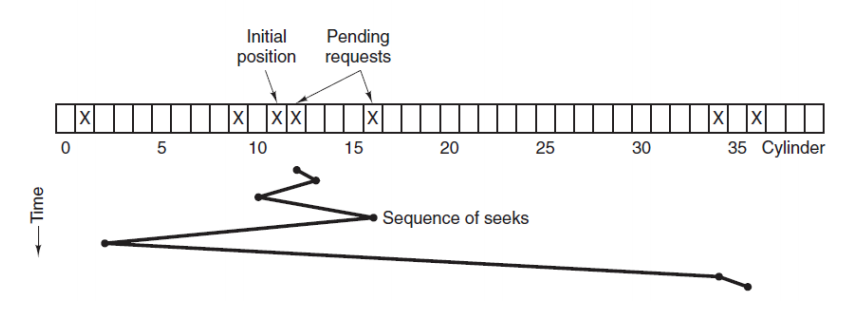 Initial
position
Pending
requests
X X X X X X X
0 5 10 15 20 25 30 35 Cylinder
Time
Sequence of seeks